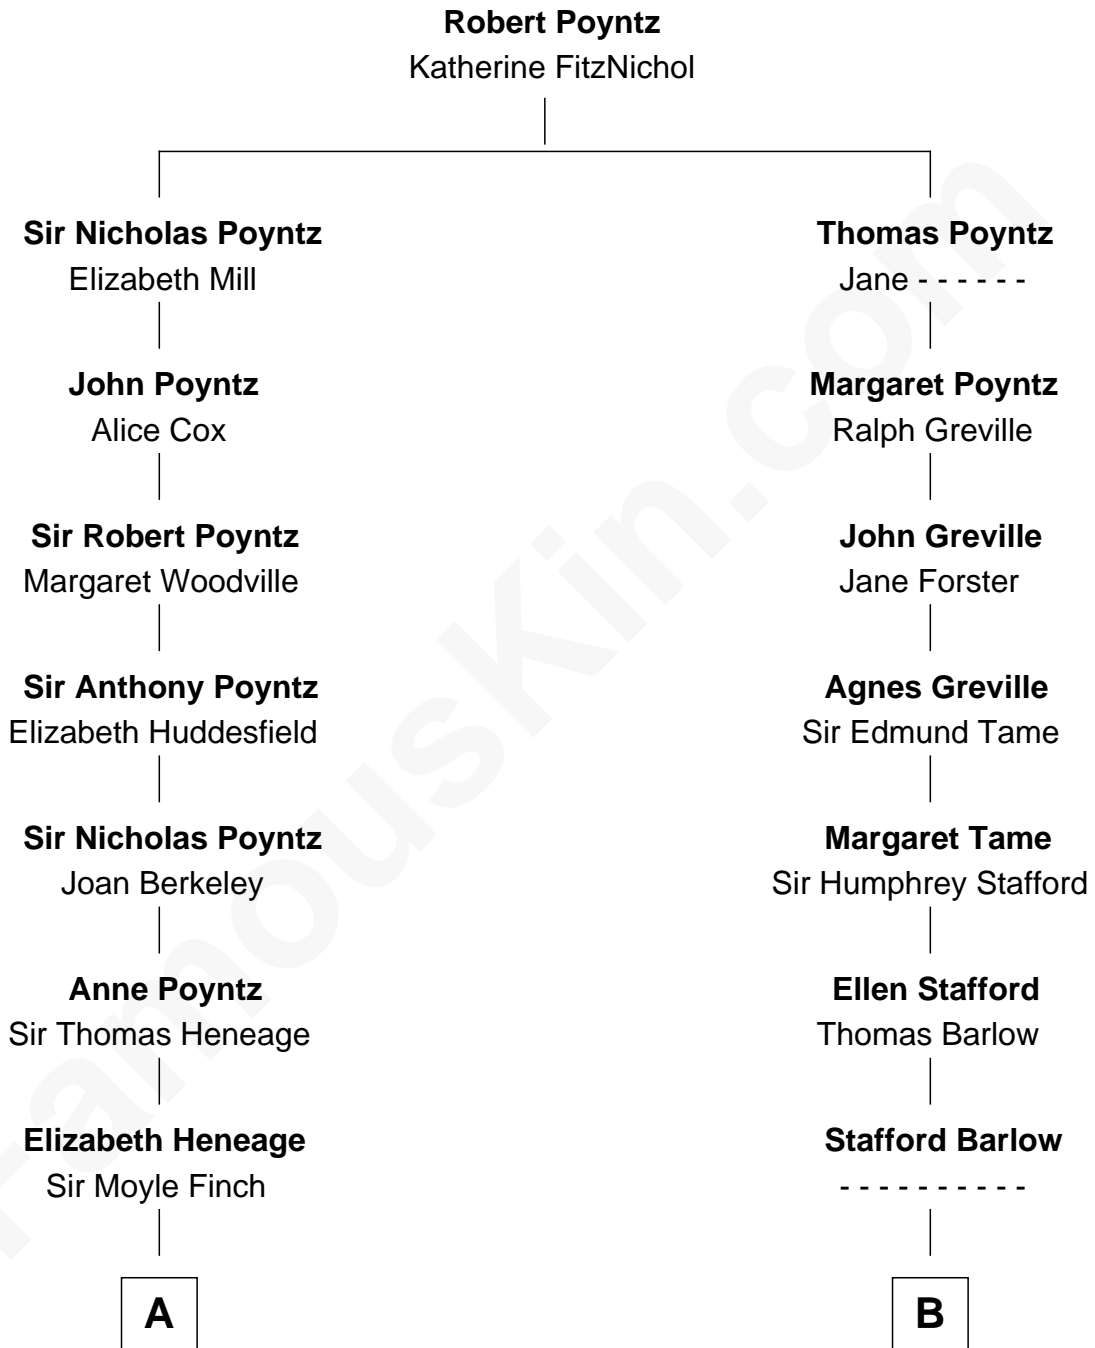 Robert Poyntz
Katherine FitzNichol
Sir Nicholas Poyntz
Elizabeth Mill
Thomas Poyntz
Jane - - - - - -
John Poyntz
Alice Cox
Margaret Poyntz
Ralph Greville
Sir Robert Poyntz
Margaret Woodville
John Greville
Jane Forster
Sir Anthony Poyntz
Elizabeth Huddesfield
Agnes Greville
Sir Edmund Tame
Sir Nicholas Poyntz
Joan Berkeley
Margaret Tame
Sir Humphrey Stafford
Anne Poyntz
Sir Thomas Heneage
Ellen Stafford
Thomas Barlow
Elizabeth Heneage
Sir Moyle Finch
Stafford Barlow
- - - - - - - - - -
A
B
FamousKin.com